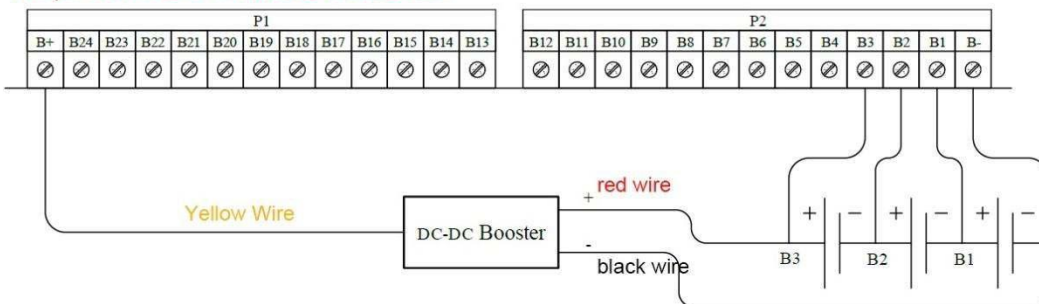 P1 P2
B+ B24 B23 B22 B21 B20 B19 B18 B17 B16 B15 B14 B13 B12 B11 B10 B9 B8 B7 B6 B5 B4 B3 B2 B1 B-
+ red wire
Yellow Wire
+ - + - + -
DC-DC Booster
-
B3 B2 B1
black wire